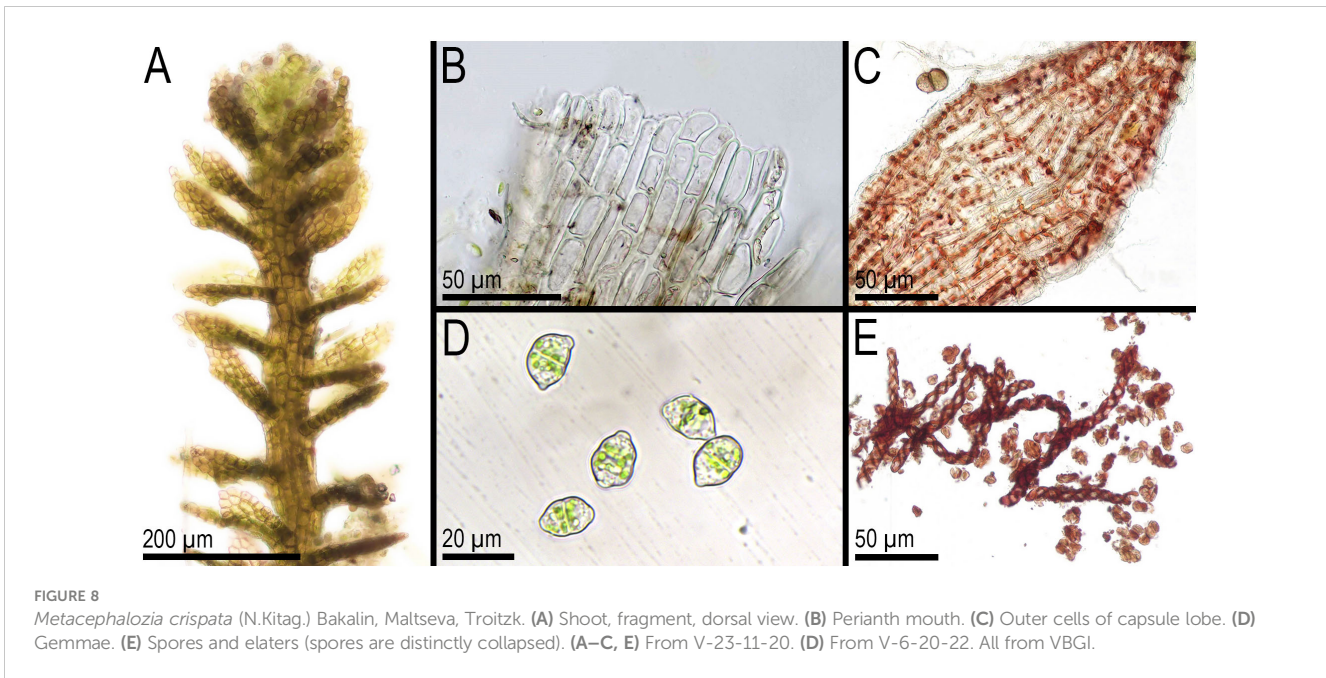 A
B
C
50 µm
50 µm
D
E
200 µm
20 µm
50 µm
FIGURE 8
Metacephalozia crispata (N.Kitag.) Bakalin, Maltseva, Troitzk. (A) Shoot, fragment, dorsal view. (B) Perianth mouth. (C) Outer cells of capsule lobe. (D)
Gemmae. (E) Spores and elaters (spores are distinctly collapsed). (A–C, E) From V-23-11-20. (D) From V-6-20-22. All from VBGI.